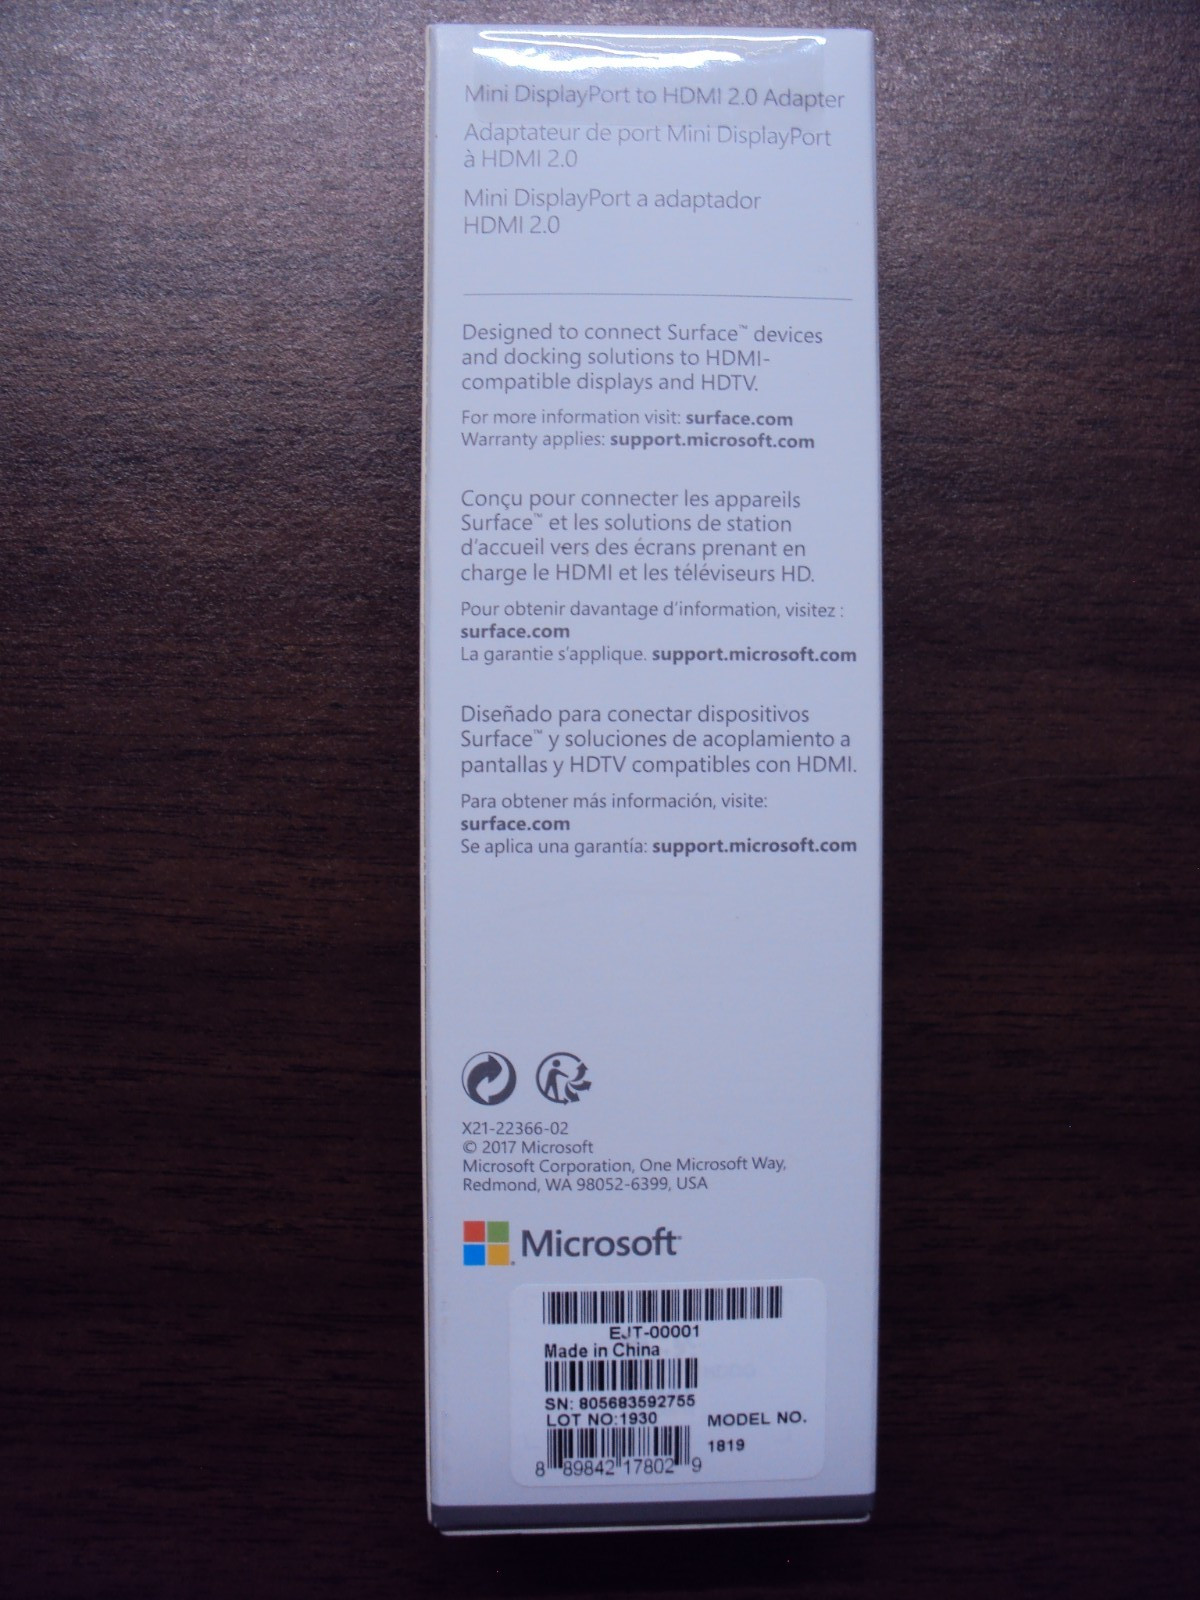 Mini DisplayPort to HDMI 2.0 Adapter
Adaptateur de port Mini DisplayPort
à HDMI 2.0
Mini DisplayPort a adaptador
HDMI 2.0
Designed to connect Surface™ devices
and docking solutions to HDMI-
compatible displays and HDTV.
For more information visit: surface.com
Warranty applies: support.microsoft.com
Conçu pour connecter les appareils
Surface™ et les solutions de station
d'accueil vers des écrans prenant en
charge le HDMI et les téléviseurs HD.
Pour obtenir davantage d'information, visitez :
surface.com
La garantie s'applique. support.microsoft.com
Diseñado para conectar dispositivos
Surface™ y soluciones de acoplamiento a
pantallas y HDTV compatibles con HDMI.
Para obtener más información, visite:
surface.com
Se aplica una garantía: support.microsoft.com
X21-22366-02
© 2017 Microsoft
Microsoft Corporation, One Microsoft Way,
Redmond, WA 98052-6399, USA
Microsoft
EJT-00001
Made in China
SN: 805683592755
LOT NO:1930
MODEL NO.
1819
8 89842 17802 9